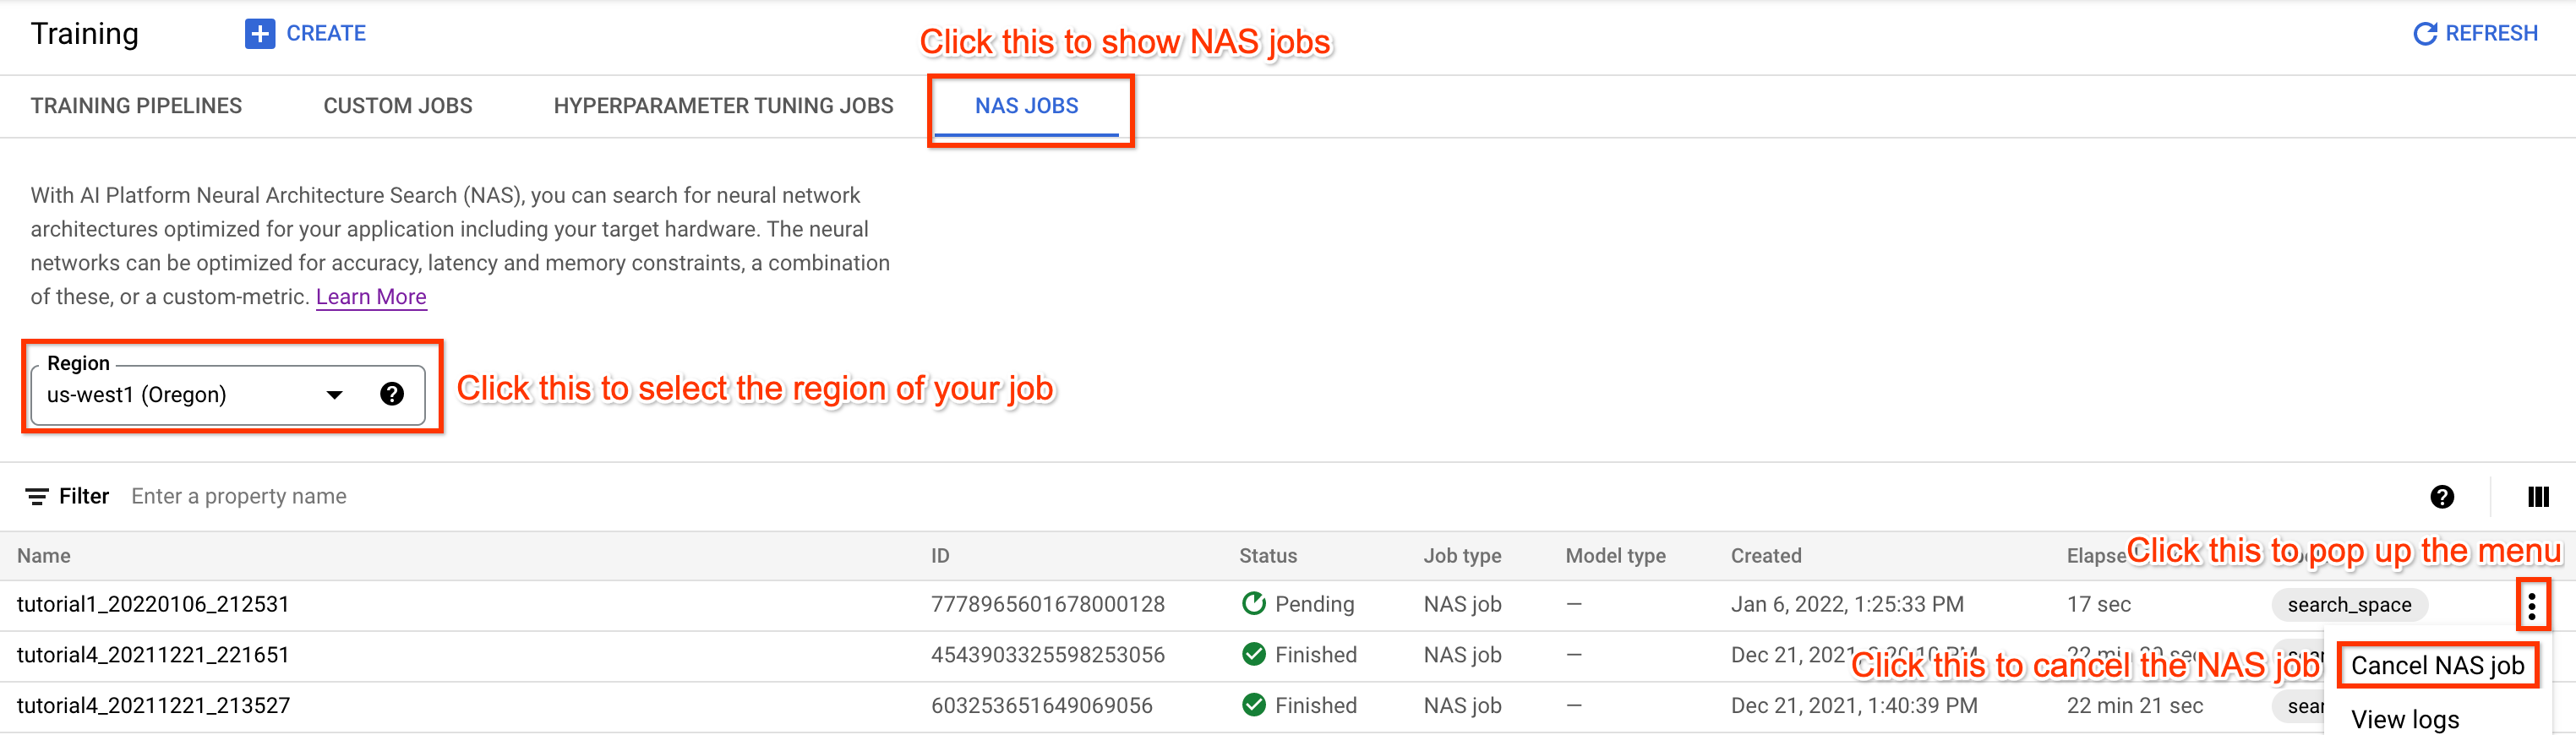 Training
CREATE
Click this to show NAS jobs
REFRESH
TRAINING PIPELINES
CUSTOM JOBS
HYPERPARAMETER TUNING JOBS
NAS JOBS
With AI Platform Neural Architecture Search (NAS), you can search for neural network
architectures optimized for your application including your target hardware. The neural
networks can be optimized for accuracy, latency and memory constraints, a combination
of these, or a custom-metric. Learn More
Region
us-west1 (Oregon)
Click this to select the region of your job
Filter Enter a property name
Name ID Status Job type Model type Created Elapse
Click this to pop up the menu
tutorial1_20220106_212531 7778965601678000128 Pending NAS job — Jan 6, 2022, 1:25:33 PM 17 sec search_space
tutorial4_20211221_221651 4543903325598253056 Finished NAS job — Dec 21, 2021,
Click this to cancel the NAS job
Cancel NAS job
tutorial4_20211221_213527 603253651649069056 Finished NAS job — Dec 21, 2021, 1:40:39 PM 22 min 21 sec sear
View logs